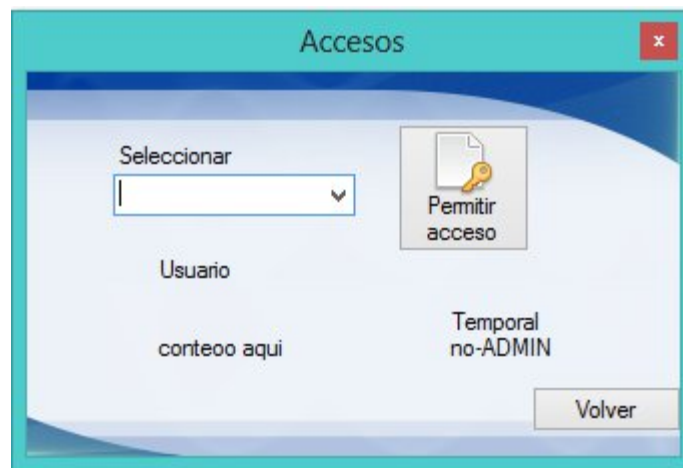 Accesos
x
Seleccionar
Permitir
acceso
Usuario
Temporal
no-ADMIN
conteoo aqui
Volver